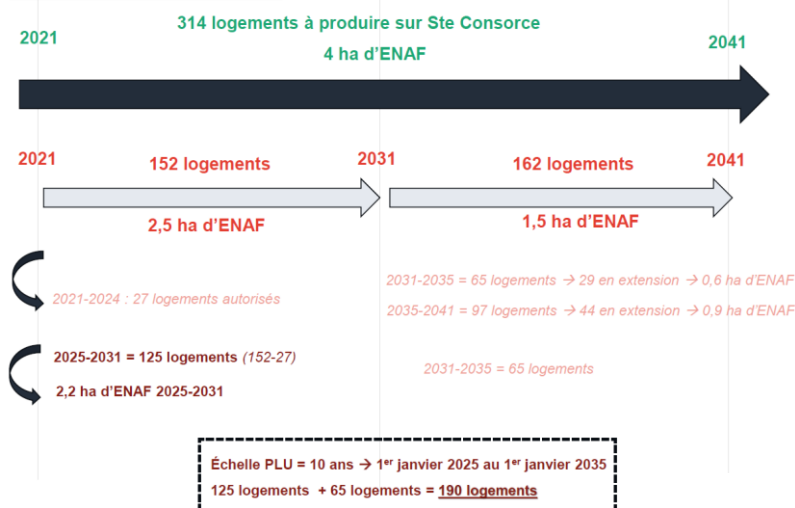 314 logements à produire sur Ste Consorce
2021
2041
4 ha d'ENAF
2021
152 logements
2031
162 logements
2041
2,5 ha d'ENAF
1,5 ha d'ENAF
2021-2024 : 27 logements autorisés
2031-2035 = 65 logements → 29 en extension → 0,6 ha d'ENAF
2035-2041 = 97 logements → 44 en extension → 0,9 ha d'ENAF
2025-2031 = 125 logements (152-27)
2031-2035 = 65 logements
2,2 ha d'ENAF 2025-2031
Échelle PLU = 10 ans → 1er janvier 2025 au 1er janvier 2035
125 logements + 65 logements = 190 logements